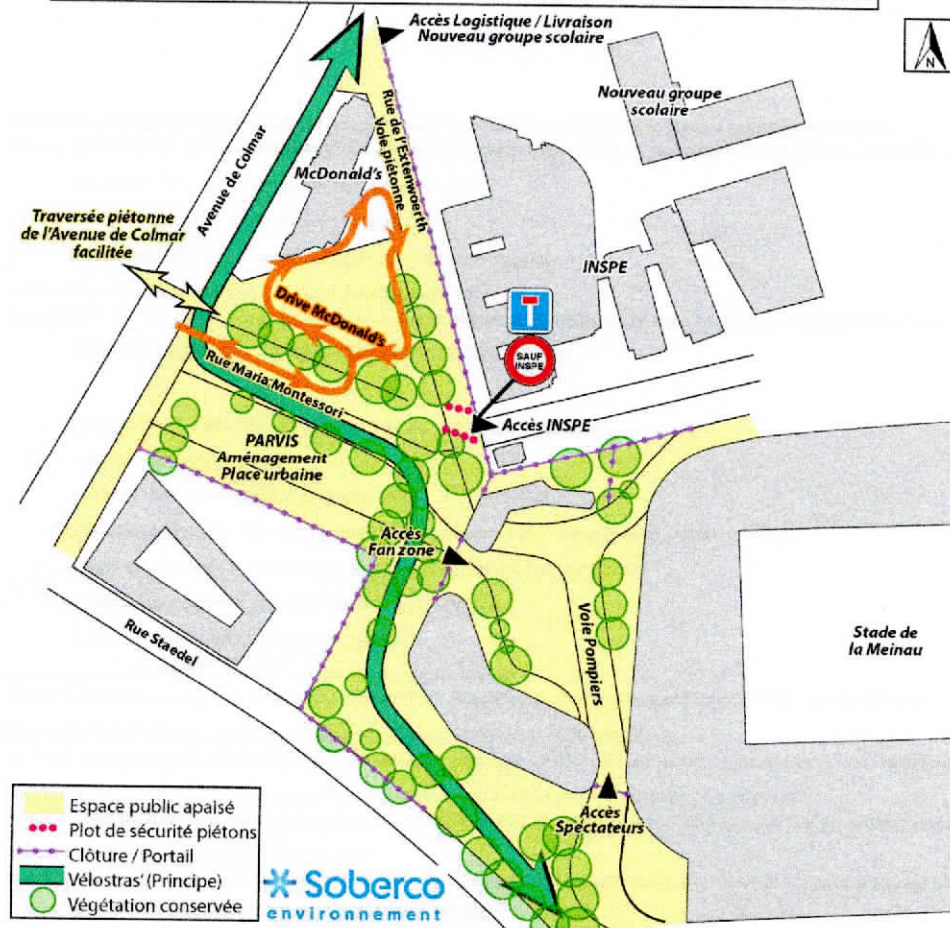 Accès Logistique / Livraison
Nouveau groupe scolaire
N
Nouveau groupe
scolaire
Avenue de Colmar
Rue de l'Extenwoerth
Voie piétonne
McDonald's
Traversée piétonne
de l'Avenue de Colmar
facilitée
INSPE
Drive McDonald's
SAUF
INSPE
Rue Maria Montessori
Accès INSPE
PARVIS
Aménagement
Place urbaine
Accès
Fan zone
Voie Pompiers
Stade de
la Meinau
Rue Staedel
Accès
Spectateurs
Espace public apaisé
Plot de sécurité piétons
Clôture / Portail
Vélostras' (Principe)
Végétation conservée
Soberco
environnement